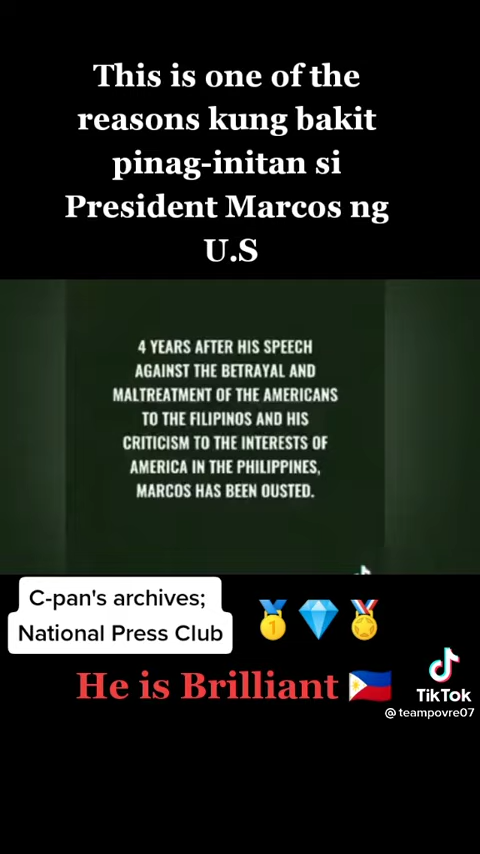 This is one of the
reasons kung bakit
pinag-initan si
President Marcos ng
U.S
4 YEARS AFTER HIS SPEECH
AGAINST THE BETRAYAL AND
MALTREATMENT OF THE AMERICANS
TO THE FILIPINOS AND HIS
CRITICISM TO THE INTERESTS OF
AMERICA IN THE PHILIPPINES,
MARCOS HAS BEEN OUSTED.
C-pan's archives;
National Press Club
He is Brilliant
TikTok
@teampovre07